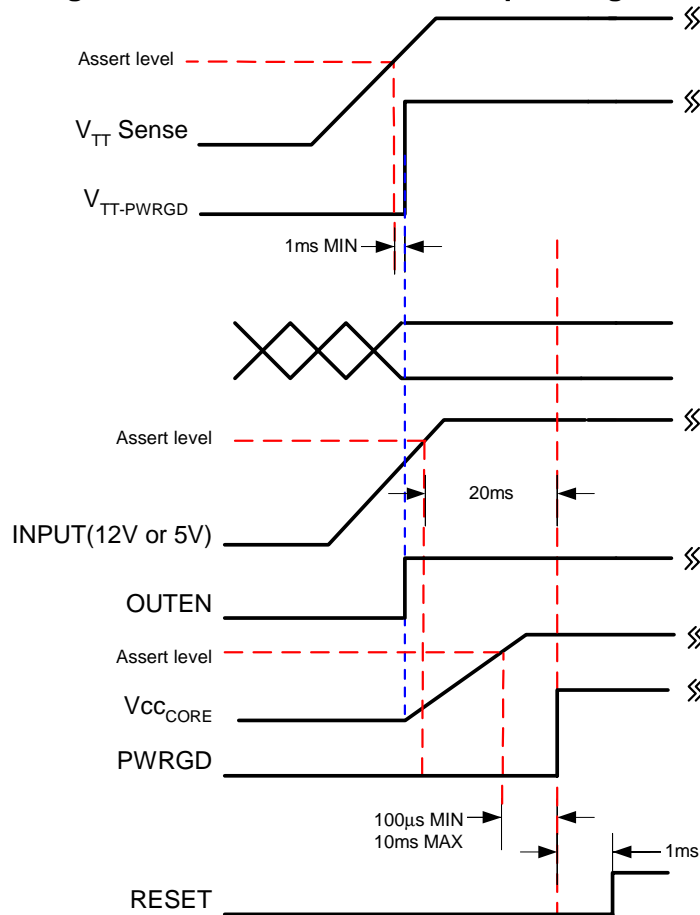 Assert level
V_TT Sense
V_TT-PWRGD
1ms MIN
Assert level
20ms
INPUT(12V or 5V)
OUTEN
Assert level
Vcc_CORE
PWRGD
100μs MIN
10ms MAX
1ms
RESET